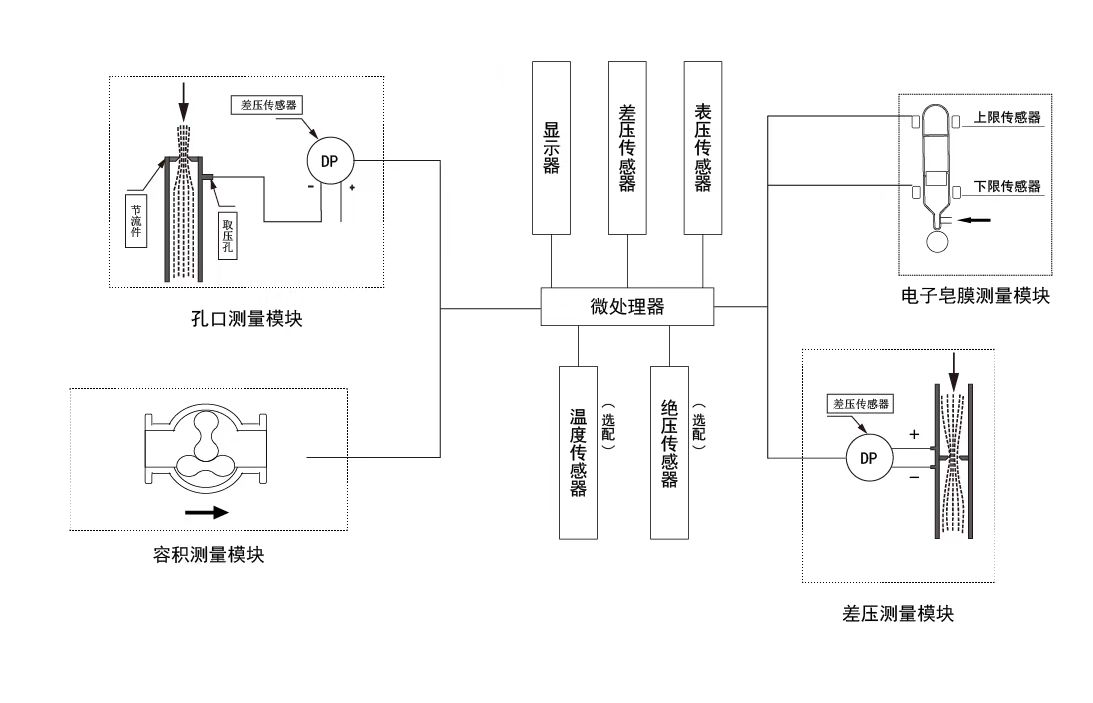 差压传感器
DP
-
+
节流件
取压孔
孔口测量模块
容积测量模块
显示器
差压传感器
表压传感器
微处理器
温度传感器
（选配）
绝压传感器
（选配）
上限传感器
下限传感器
电子皂膜测量模块
差压传感器
DP
+
−
差压测量模块